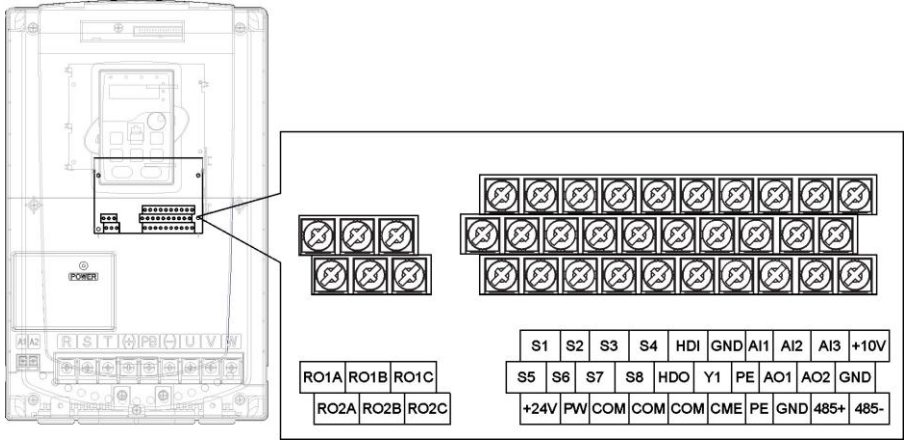 POWER
A1 A2 R S T (+) PB (-) U V W
S1 S2 S3 S4 HDI GND AI1 AI2 AI3 +10V
RO1A RO1B RO1C S5 S6 S7 S8 HDO Y1 PE AO1 AO2 GND
RO2A RO2B RO2C +24V PW COM COM COM CME PE GND 485+ 485-